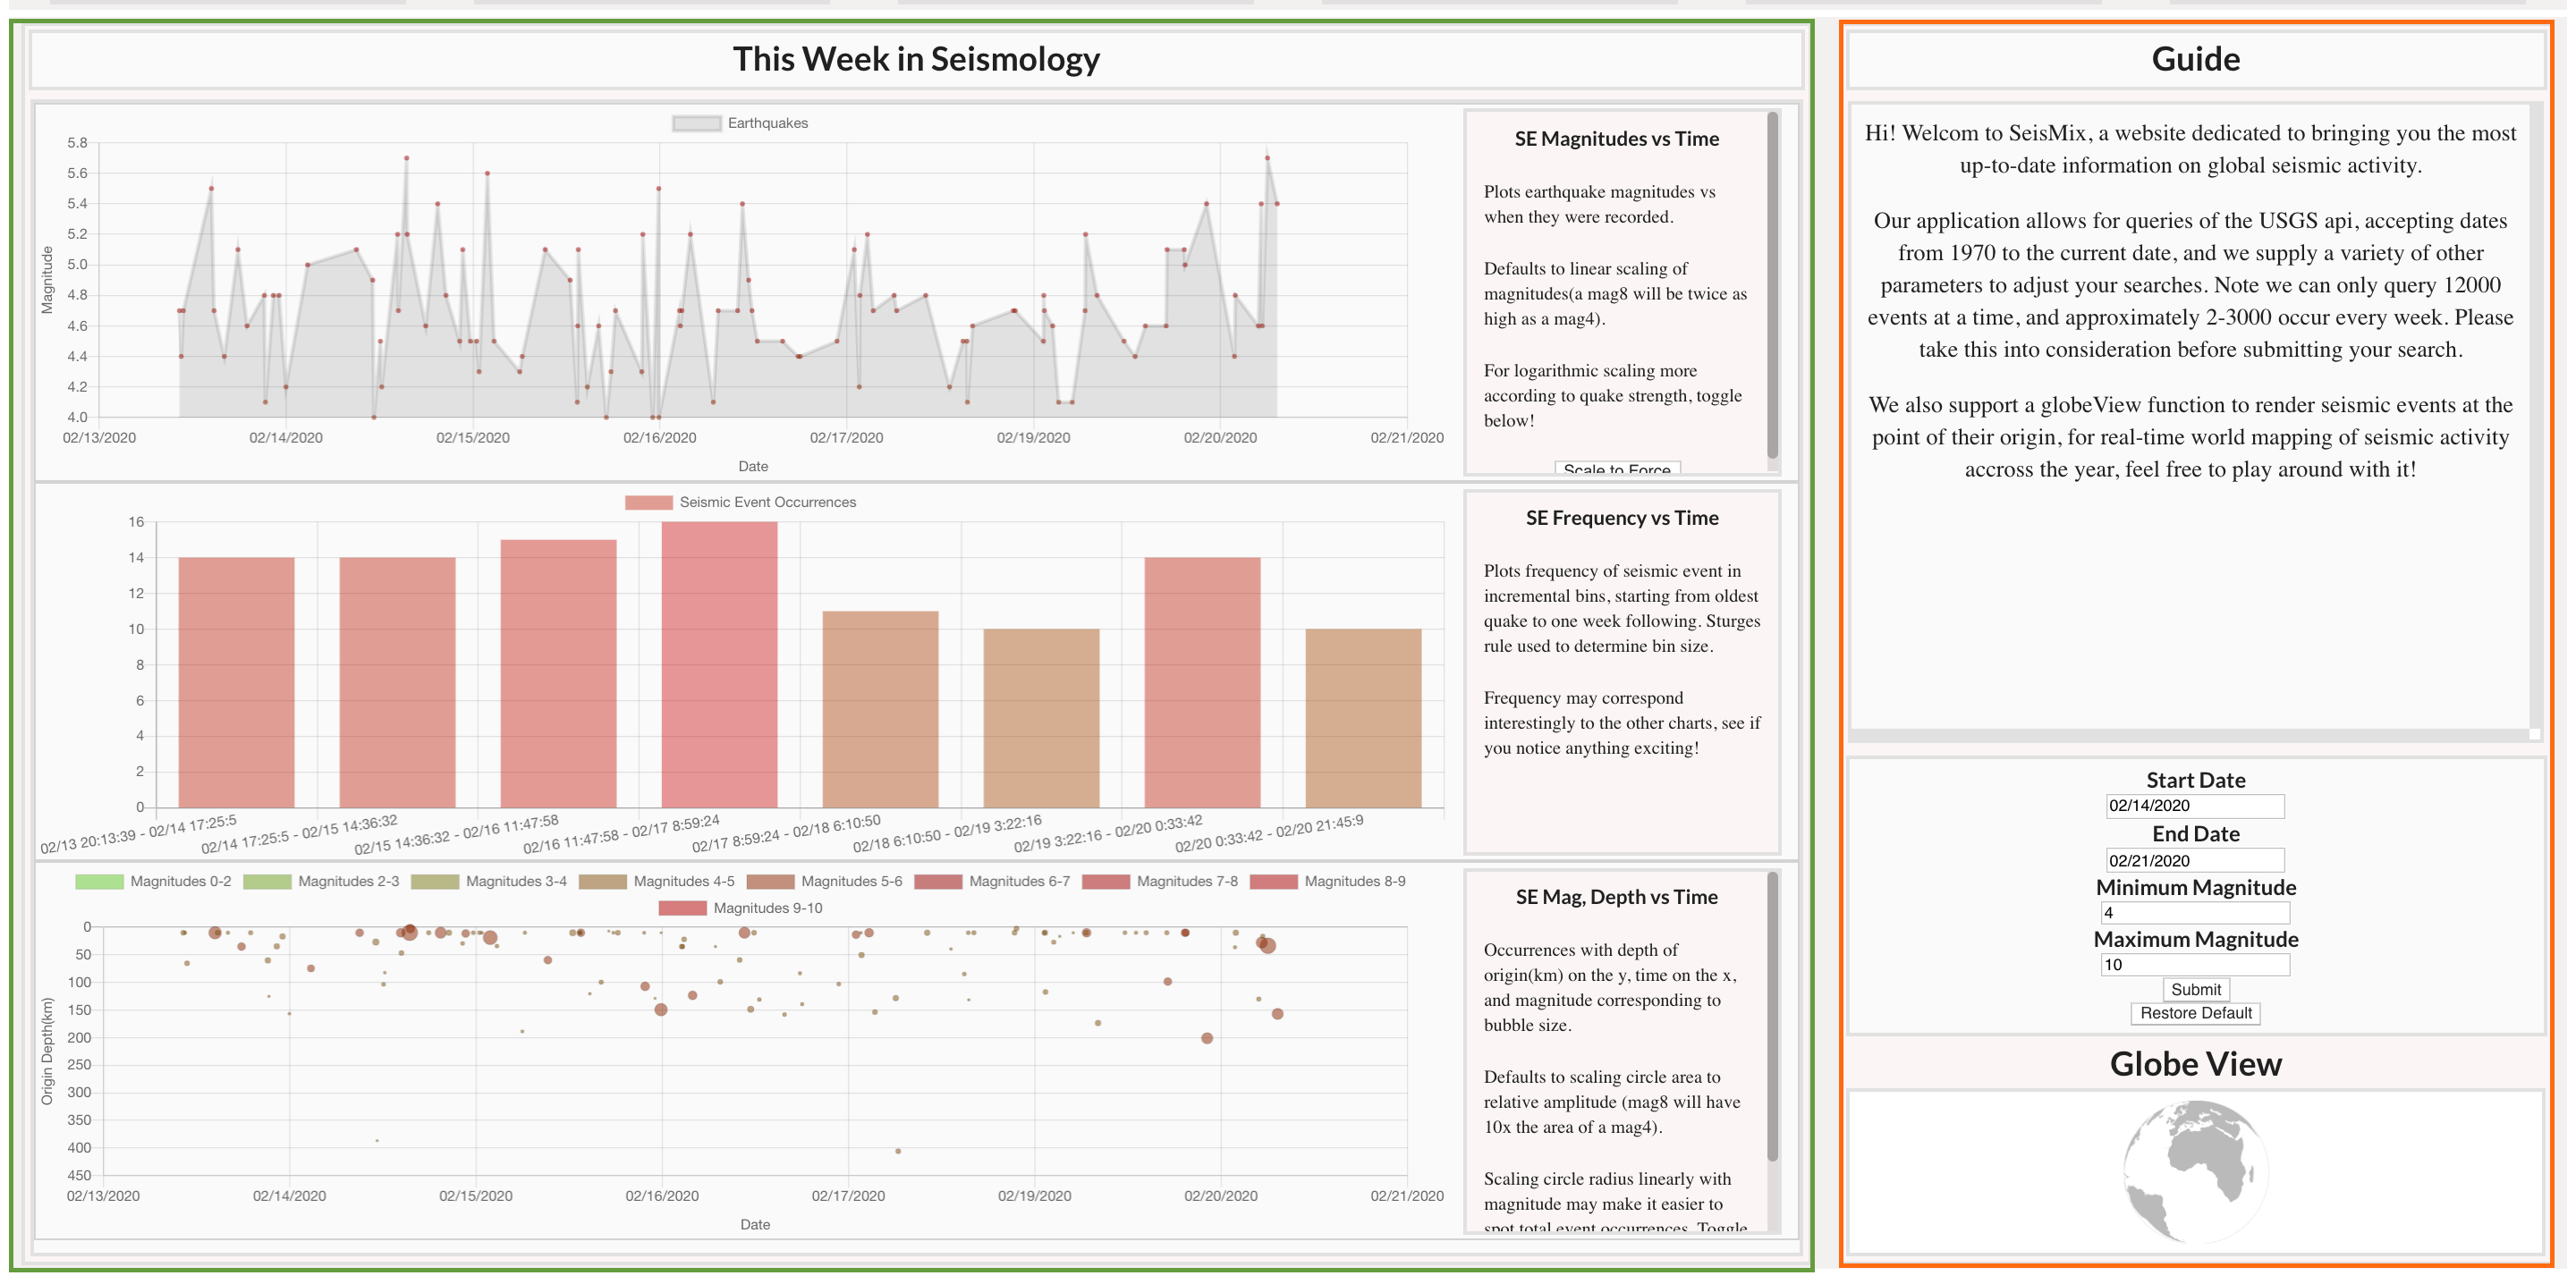 This Week in Seismology
Earthquakes
5.8
5.6
5.4
5.2
5.0
4.8
4.6
4.4
4.2
4.0
Magnitude
02/13/2020 02/14/2020 02/15/2020 02/16/2020 02/17/2020 02/19/2020 02/20/2020 02/21/2020
Date
SE Magnitudes vs Time
Plots earthquake magnitudes vs
when they were recorded.
Defaults to linear scaling of
magnitudes(a mag8 will be twice as
high as a mag4).
For logarithmic scaling more
according to quake strength, toggle
below!
Scale to Force
Seismic Event Occurrences
16
14
12
10
8
6
4
2
0
02/13 20:13:39 - 02/14 17:25:5
02/14 17:25:5 - 02/15 14:36:32
02/15 14:36:32 - 02/16 11:47:58
02/16 11:47:58 - 02/17 8:59:24
02/17 8:59:24 - 02/18 6:10:50
02/18 6:10:50 - 02/19 3:22:16
02/19 3:22:16 - 02/20 0:33:42
02/20 0:33:42 - 02/20 21:45:9
SE Frequency vs Time
Plots frequency of seismic event in
incremental bins, starting from oldest
quake to one week following. Sturges
rule used to determine bin size.
Frequency may correspond
interestingly to the other charts, see if
you notice anything exciting!
Magnitudes 0-2 Magnitudes 2-3 Magnitudes 3-4 Magnitudes 4-5 Magnitudes 5-6 Magnitudes 6-7 Magnitudes 7-8 Magnitudes 8-9
Magnitudes 9-10
0
50
100
150
200
250
300
350
400
450
Origin Depth(km)
02/13/2020 02/14/2020 02/15/2020 02/16/2020 02/17/2020 02/19/2020 02/20/2020 02/21/2020
Date
SE Mag, Depth vs Time
Occurrences with depth of
origin(km) on the y, time on the x,
and magnitude corresponding to
bubble size.
Defaults to scaling circle area to
relative amplitude (mag8 will have
10x the area of a mag4).
Scaling circle radius linearly with
magnitude may make it easier to
spot total event occurrences. Toggle
Guide
Hi! Welcom to SeisMix, a website dedicated to bringing you the most
up-to-date information on global seismic activity.
Our application allows for queries of the USGS api, accepting dates
from 1970 to the current date, and we supply a variety of other
parameters to adjust your searches. Note we can only query 12000
events at a time, and approximately 2-3000 occur every week. Please
take this into consideration before submitting your search.
We also support a globeView function to render seismic events at the
point of their origin, for real-time world mapping of seismic activity
accross the year, feel free to play around with it!
Start Date
02/14/2020
End Date
02/21/2020
Minimum Magnitude
4
Maximum Magnitude
10
Submit
Restore Default
Globe View